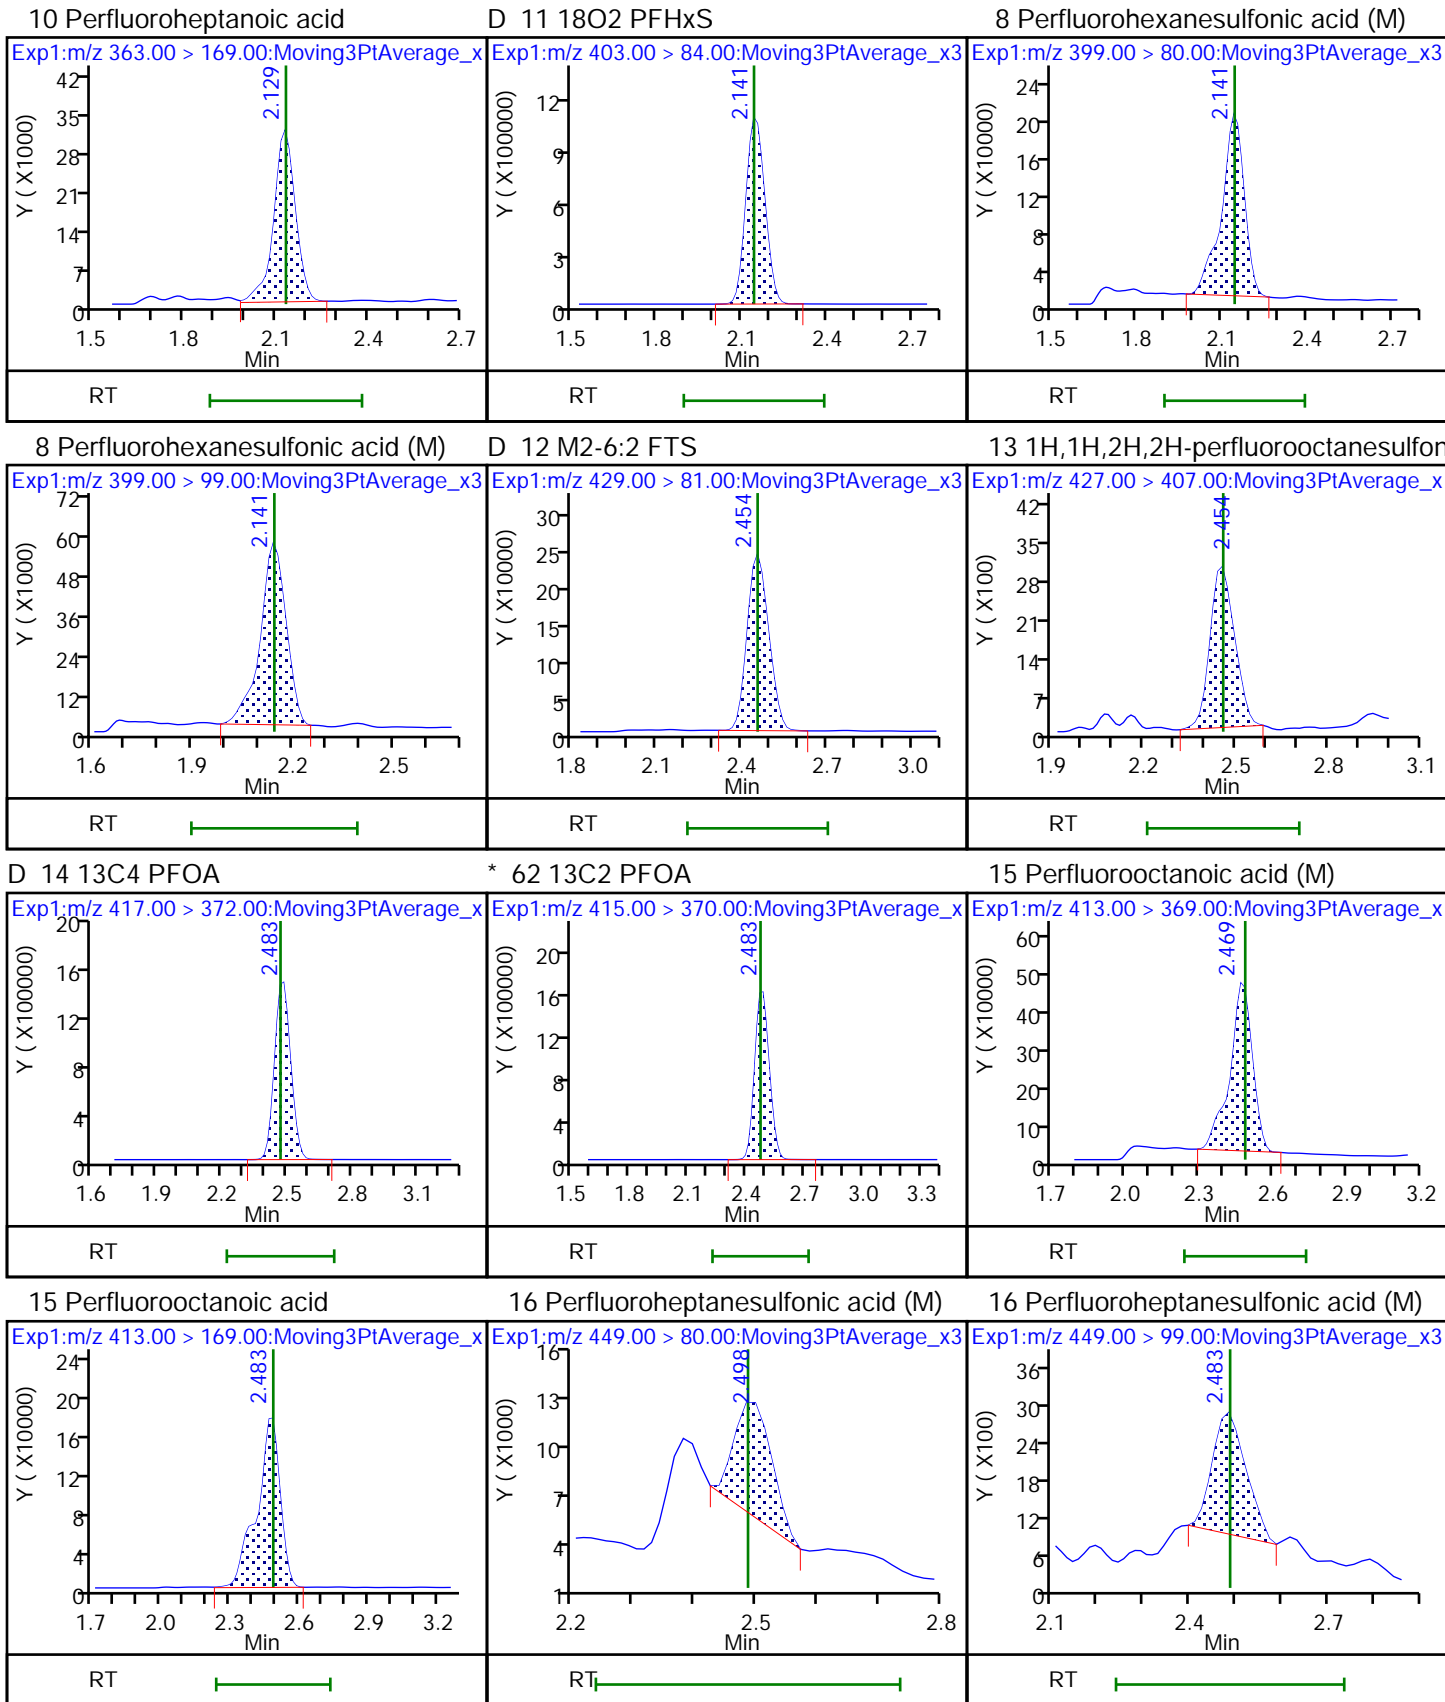 10 Perfluoroheptanoic acid
Exp1:m/z 363.00 > 169.00:Moving3PtAverage_x
Y ( X10000)
42
35
28
21
14
7
0
2.129
1.5 1.8 2.1 2.4 2.7
Min
RT
D 11 18O2 PFHxS
Exp1:m/z 403.00 > 84.00:Moving3PtAverage_x3
Y ( X100000)
12
9
6
3
0
2.141
1.5 1.8 2.1 2.4 2.7
Min
RT
8 Perfluorohexanesulfonic acid (M)
Exp1:m/z 399.00 > 80.00:Moving3PtAverage_x3
Y ( X10000)
24
20
16
12
8
4
0
2.141
1.5 1.8 2.1 2.4 2.7
Min
RT
8 Perfluorohexanesulfonic acid (M)
Exp1:m/z 399.00 > 99.00:Moving3PtAverage_x3
Y ( X1000)
72
60
48
36
24
12
0
2.141
1.6 1.9 2.2 2.5
Min
RT
D 12 M2-6:2 FTS
Exp1:m/z 429.00 > 81.00:Moving3PtAverage_x3
Y ( X10000)
30
25
20
15
10
5
0
2.454
1.8 2.1 2.4 2.7 3.0
Min
RT
13 1H,1H,2H,2H-perfluorooctanesulfon
Exp1:m/z 427.00 > 407.00:Moving3PtAverage_x
Y ( X100)
42
35
28
21
14
7
0
2.454
1.9 2.2 2.5 2.8 3.1
Min
RT
D 14 13C4 PFOA
Exp1:m/z 417.00 > 372.00:Moving3PtAverage_x
Y ( X100000)
20
16
12
8
4
0
2.483
1.6 1.9 2.2 2.5 2.8 3.1
Min
RT
* 62 13C2 PFOA
Exp1:m/z 415.00 > 370.00:Moving3PtAverage_x
Y ( X100000)
20
16
12
8
4
0
2.483
1.5 1.8 2.1 2.4 2.7 3.0 3.3
Min
RT
15 Perfluorooctanoic acid (M)
Exp1:m/z 413.00 > 369.00:Moving3PtAverage_x
Y ( X10000)
60
50
40
30
20
10
0
2.469
1.7 2.0 2.3 2.6 2.9 3.2
Min
RT
15 Perfluorooctanoic acid
Exp1:m/z 413.00 > 169.00:Moving3PtAverage_x
Y ( X10000)
24
20
16
12
8
4
0
2.483
1.7 2.0 2.3 2.6 2.9 3.2
Min
RT
16 Perfluoroheptanesulfonic acid (M)
Exp1:m/z 449.00 > 80.00:Moving3PtAverage_x3
Y ( X1000)
16
13
10
7
4
1
2.498
2.2 2.5 2.8
Min
RT
16 Perfluoroheptanesulfonic acid (M)
Exp1:m/z 449.00 > 99.00:Moving3PtAverage_x3
Y ( X100)
36
30
24
18
12
6
0
2.483
2.1 2.4 2.7
Min
RT